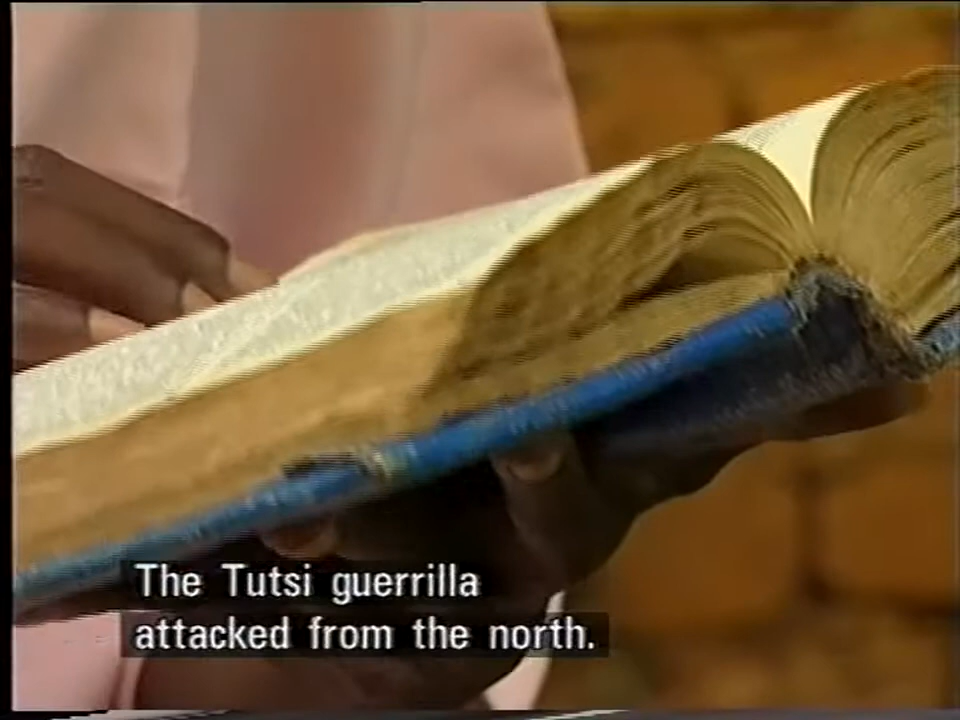 The Tutsi guerrilla
attacked from the north.